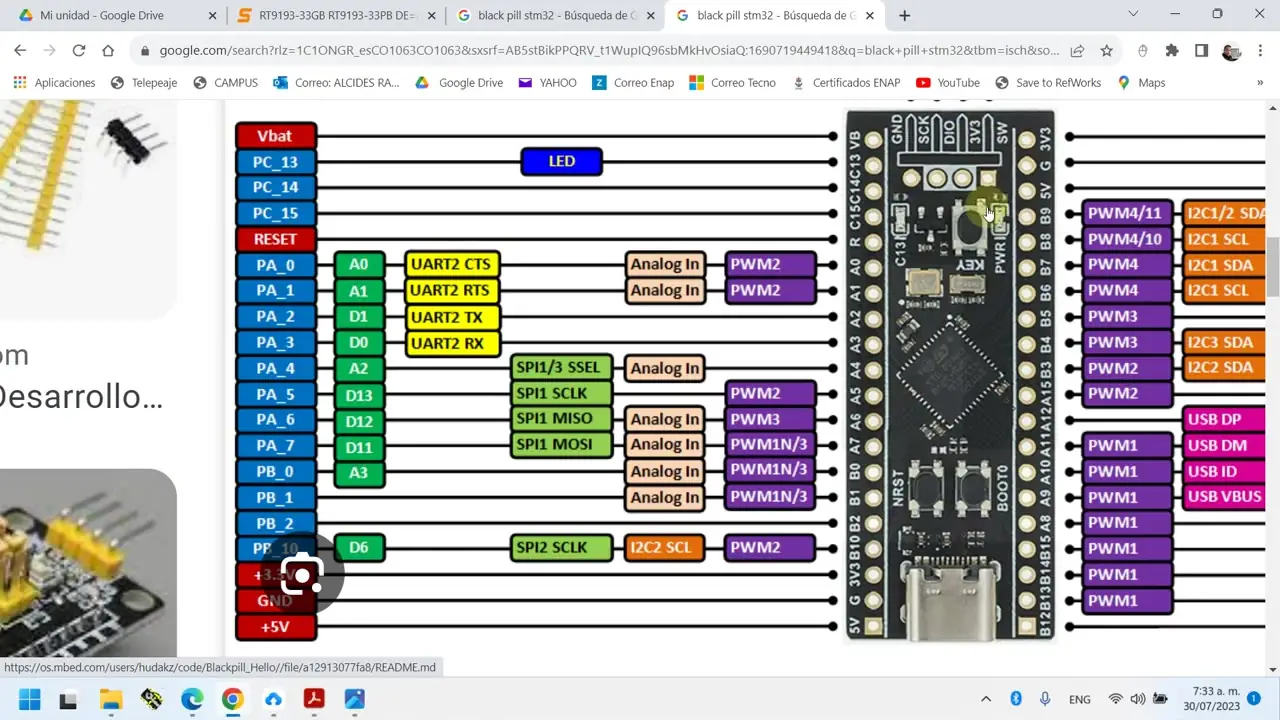 Mi unidad - Google Drive
RT9193-33GB RT9193-33PB DE=
black pill stm32 - Búsqueda de G
black pill stm32 - Búsqueda de G
google.com/search?rlz=1C1ONGR_esCO1063CO1063&sxsrf=AB5stBikPPQRV_t1WupIQ96sbMkHvOsiaQ:1690719449418&q=black+pill+stm32&tbm=isch&so...
Aplicaciones
Telepeaje
CAMPUS
Correo: ALCIDES RA...
Google Drive
YAHOO
Correo Enap
Correo Tecno
Certificados ENAP
YouTube
Save to RefWorks
Maps
»
om
Desarrollo...
Vbat
PC_13 LED
PC_14
PC_15
RESET
PA_0 A0 UART2 CTS Analog In PWM2
PA_1 A1 UART2 RTS Analog In PWM2
PA_2 D1 UART2 TX
PA_3 D0 UART2 RX
PA_4 A2 SPI1/3 SSEL Analog In
PA_5 D13 SPI1 SCLK PWM2
PA_6 D12 SPI1 MISO Analog In PWM3
PA_7 D11 SPI1 MOSI Analog In PWM1N/3
PB_0 A3 Analog In PWM1N/3
PB_1 Analog In PWM1N/3
PB_2
PB_10 D6 SPI2 SCLK I2C2 SCL PWM2
+3.3V
GND
+5V
GND SCK DIO 3V3 SW
VB C13 C14 C15 R A0 A1 A2 A3 A4 A5 A6 A7 B0 B1 B2 B10 3V3 G 5V
C13 KEY PWR
NRST BOOT0
3V3 G 5V B9 B8 B7 B6 B5 B4 B3 A15 A12 A11 A10 A9 A8 B15 B14 B13 B12
PWM4/11 I2C1/2 SDA
PWM4/10 I2C1 SCL
PWM4 I2C1 SDA
PWM4 I2C1 SCL
PWM3
PWM3 I2C3 SDA
PWM2 I2C2 SDA
PWM2
USB DP
PWM1 USB DM
PWM1 USB ID
PWM1 USB VBUS
PWM1
PWM1
PWM1
PWM1
https://os.mbed.com/users/hudakz/code/Blackpill_Hello//file/a12913077fa8/README.md
ENG
7:33 a. m.
30/07/2023
1